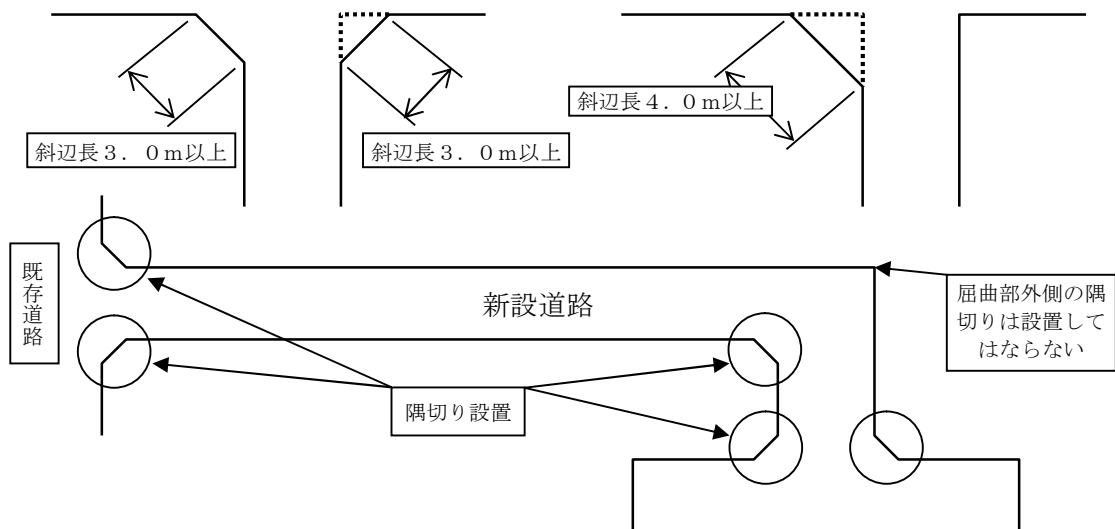 斜辺長３．０ｍ以上
斜辺長３．０ｍ以上
斜辺長４．０ｍ以上
既存道路
新設道路
屈曲部外側の隅
切りは設置して
はならない
隅切り設置